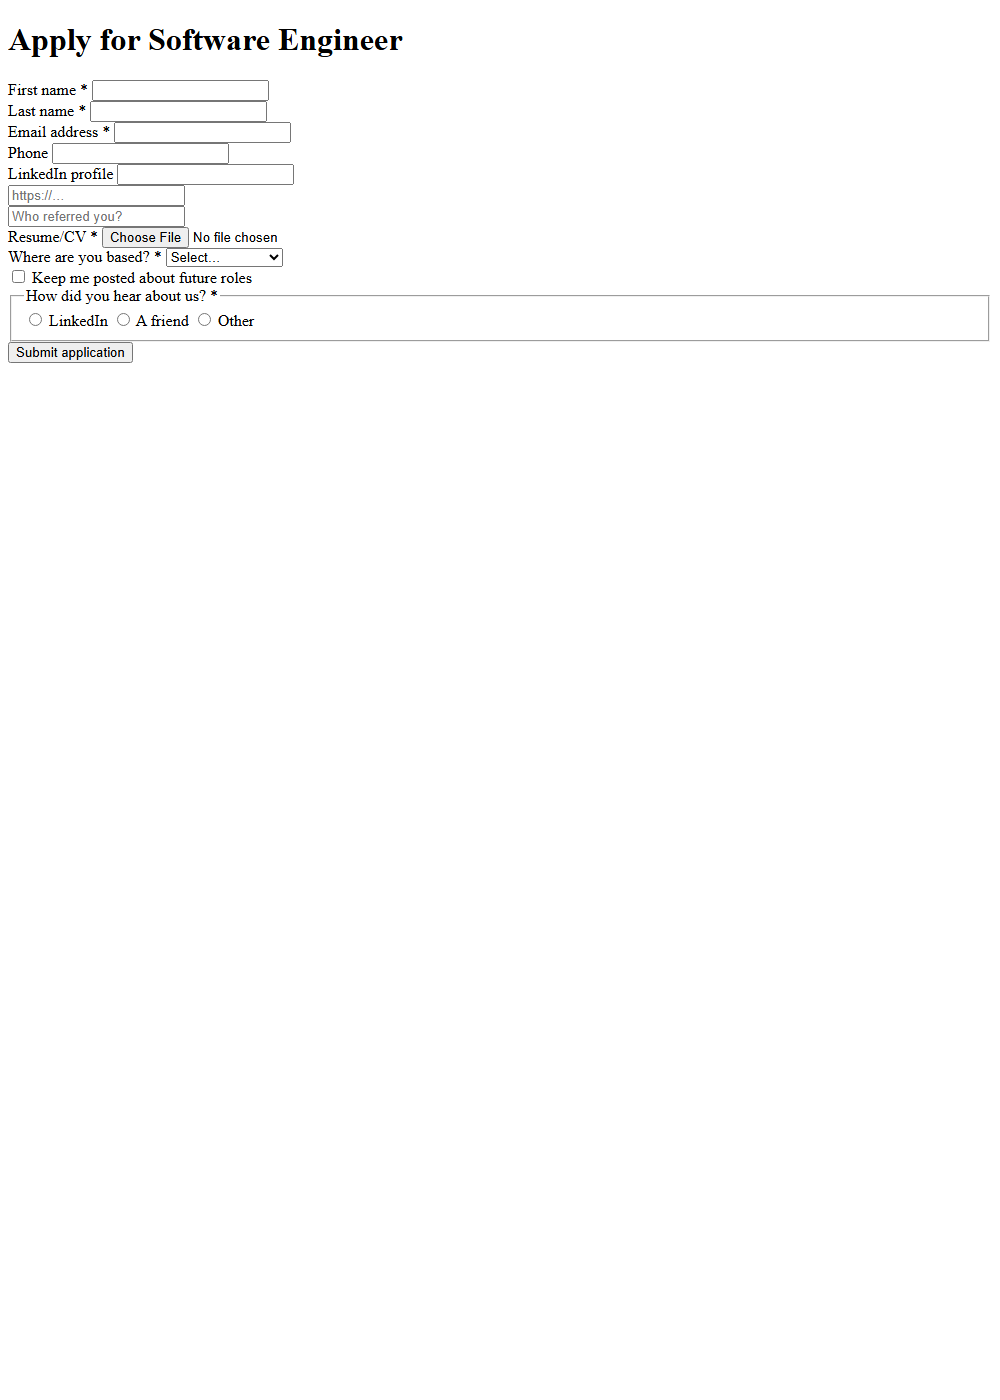 Apply for Software Engineer
First name *
Last name *
Email address *
Phone
LinkedIn profile
https://...
Who referred you?
Resume/CV * Choose File No file chosen
Where are you based? * Select...
Keep me posted about future roles
How did you hear about us? *
LinkedIn A friend Other
Submit application